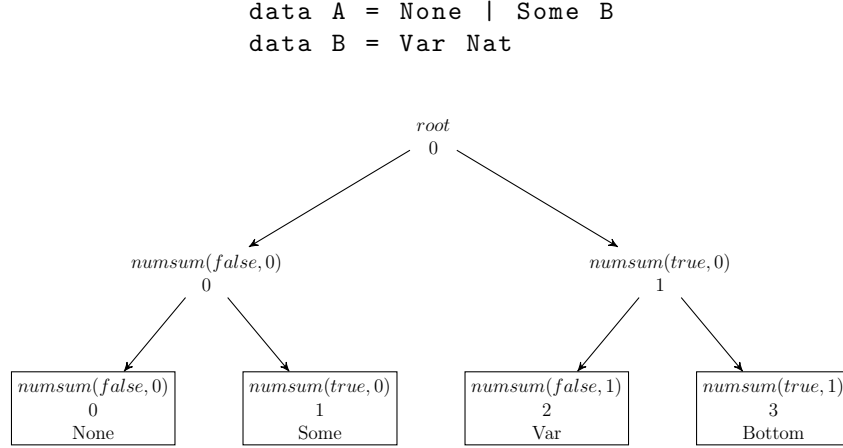 data A = None | Some B
data B = Var Nat
root
0
numsum(false, 0)
0
numsum(true, 0)
1
numsum(false, 0)
0
None
numsum(true, 0)
1
Some
numsum(false, 1)
2
Var
numsum(true, 1)
3
Bottom